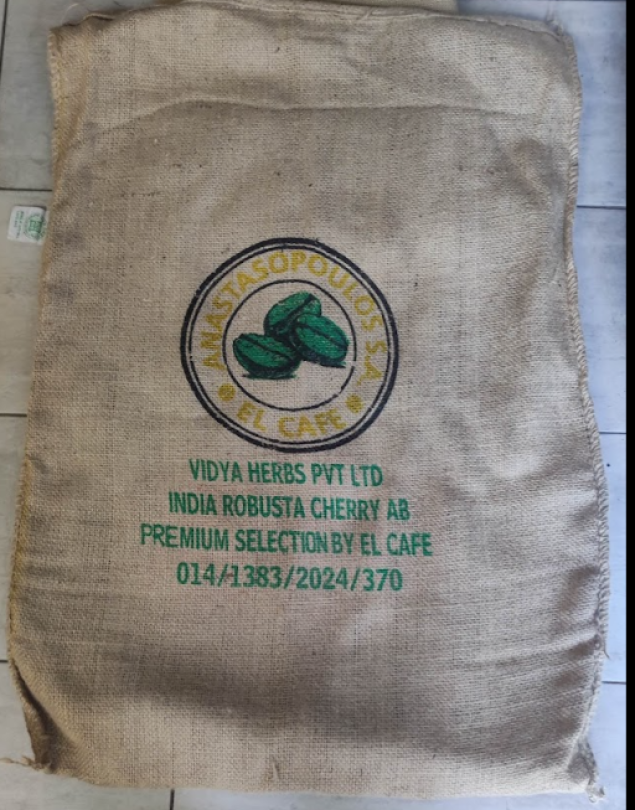 ANASTASOPOULOS S.A.
EL CAFE
VIDYA HERBS PVT LTD
INDIA ROBUSTA CHERRY AB
PREMIUM SELECTION BY EL CAFE
014/1383/2024/370